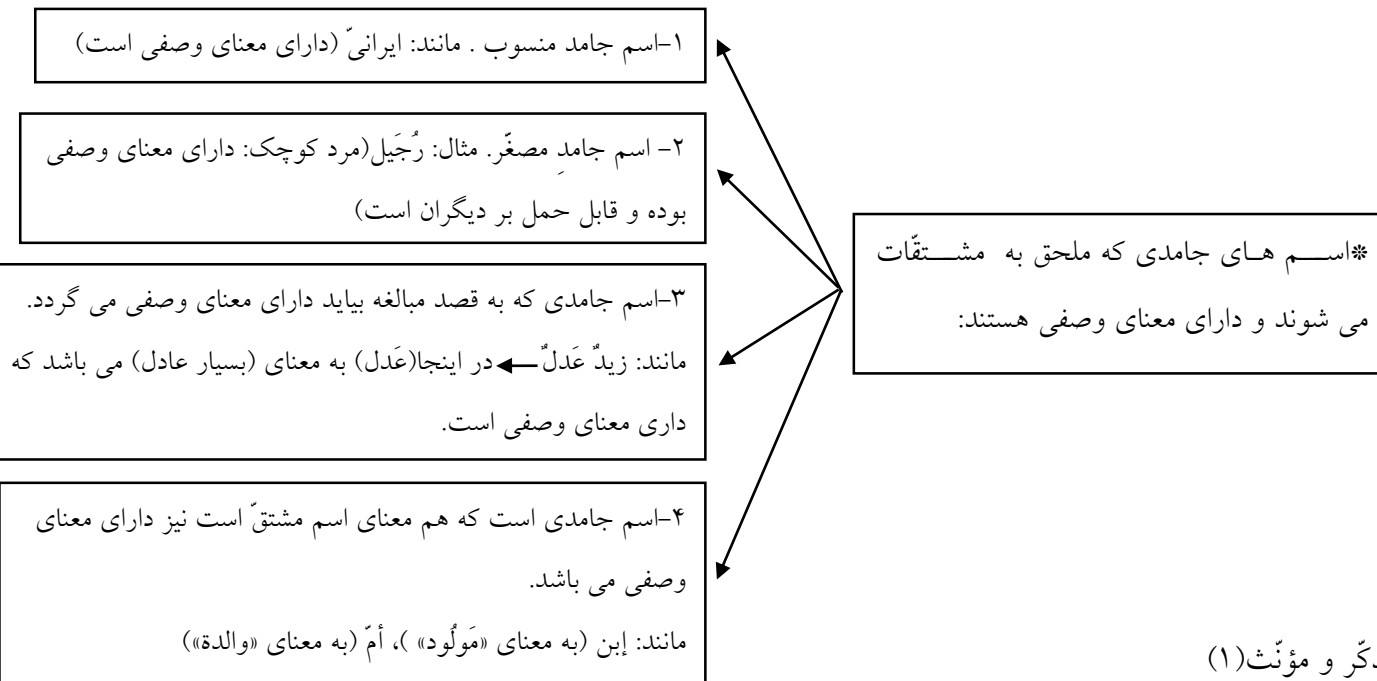 *اســـم هـای جامدی که ملحق به مشـــتقّات
می شوند و دارای معنای وصفی هستند:
۱-اسم جامد منسوب . مانند: ایرانیّ (دارای معنای وصفی است)
۲- اسم جامدِ مصغّر. مثال: رُجَیل(مرد کوچک: دارای معنای وصفی
بوده و قابل حمل بر دیگران است)
۳-اسم جامدی که به قصد مبالغه بیاید دارای معنای وصفی می گردد.
مانند: زیدٌ عَدلٌ در اینجا(عَدل) به معنای (بسیار عادل) می باشد که
داری معنای وصفی است.
۴-اسم جامدی است که هم معنای اسم مشتقّ است نیز دارای معنای
وصفی می باشد.
مانند: إبن (به معنای «مَولُود» )، أمّ (به معنای «والدة»)
و مؤنّث(۱)